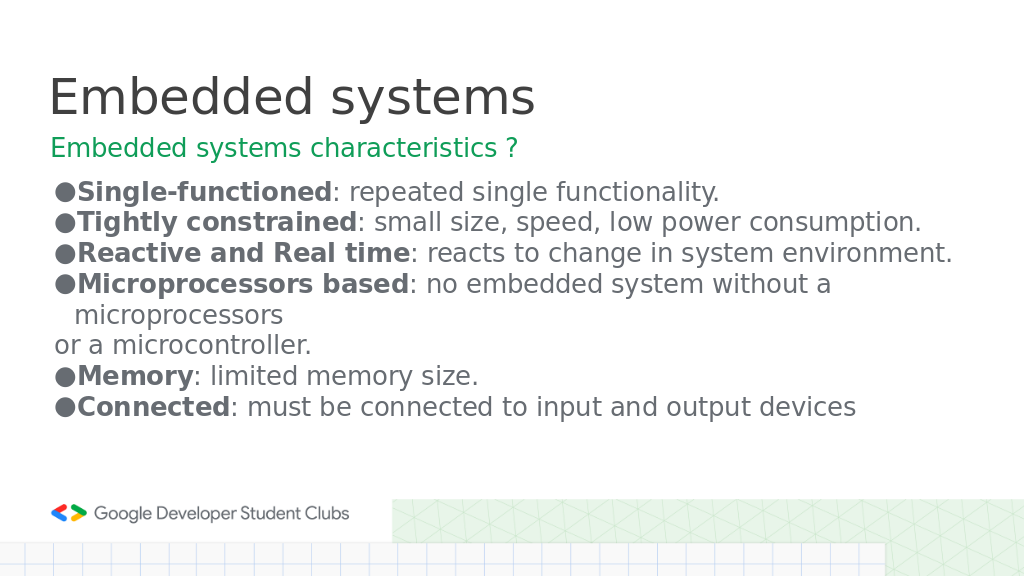 Embedded systems
Embedded systems characteristics ?
●Single-functioned: repeated single functionality.
●Tightly constrained: small size, speed, low power consumption.
●Reactive and Real time: reacts to change in system environment.
●Microprocessors based: no embedded system without a
microprocessors
or a microcontroller.
●Memory: limited memory size.
●Connected: must be connected to input and output devices
Google Developer Student Clubs